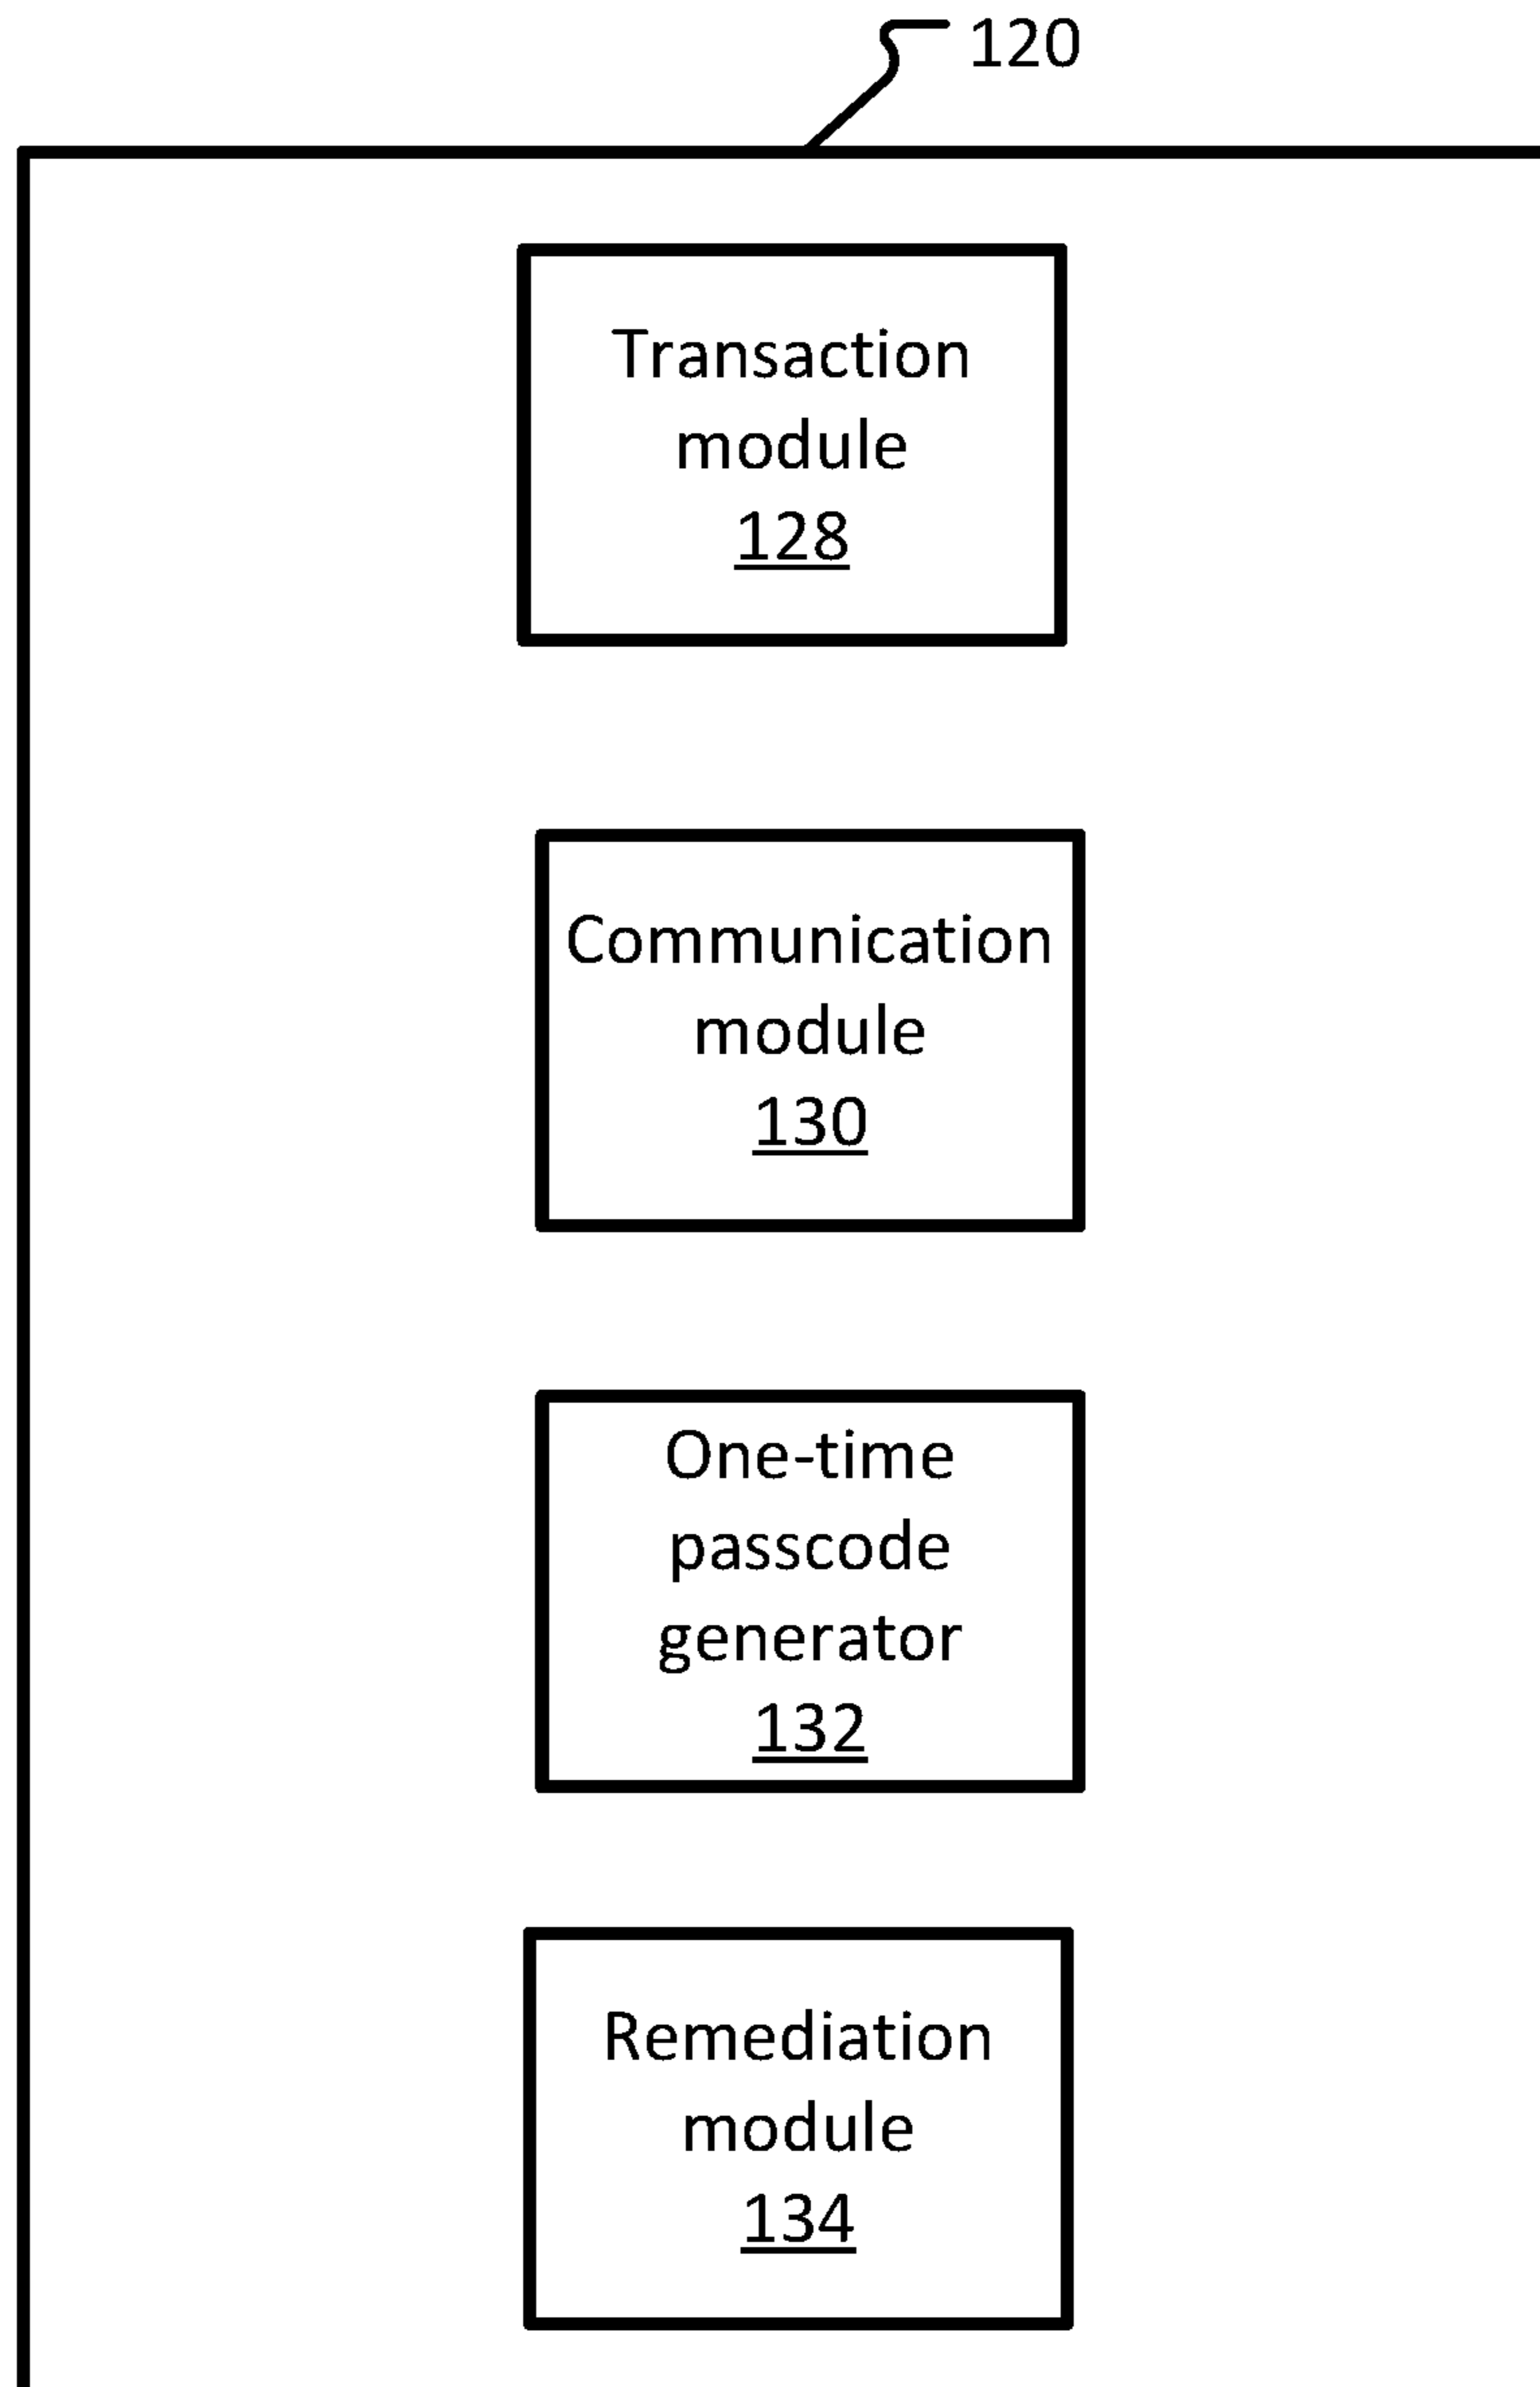 120
Transaction
module
128
Communication
module
130
One-time
passcode
generator
132
Remediation
module
134